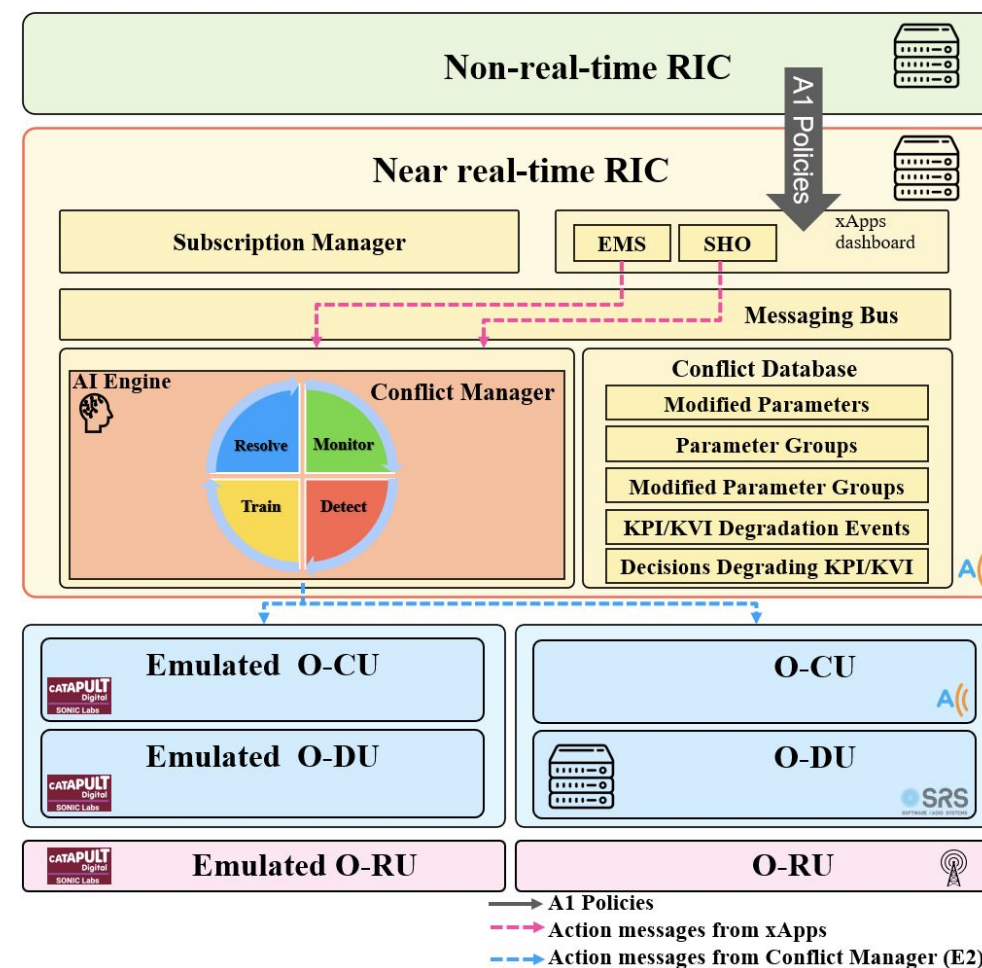 Non-real-time RIC
A1 Policies
Near real-time RIC
Subscription Manager
EMS
SHO
xApps
dashboard
Messaging Bus
AI Engine
Conflict Manager
Resolve
Monitor
Train
Detect
Conflict Database
Modified Parameters
Parameter Groups
Modified Parameter Groups
KPI/KVI Degradation Events
Decisions Degrading KPI/KVI
A
Emulated O-CU
CATAPULT
Digital
SONIC Labs
O-CU
A
Emulated O-DU
CATAPULT
Digital
SONIC Labs
O-DU
SRS
SOFTWARE RADIO SYSTEMS
CATAPULT
Digital
SONIC Labs
Emulated O-RU
O-RU
A1 Policies
Action messages from xApps
Action messages from Conflict Manager (E2)